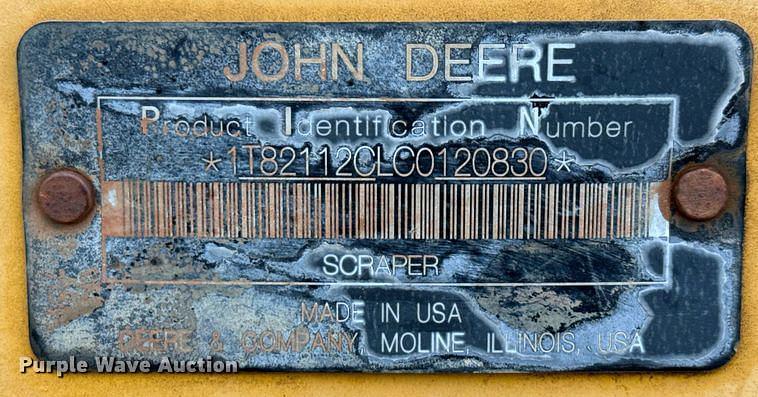 JOHN DEERE
Product Identification Number
*1T82112CLC0120830*
SCRAPER
MADE IN USA
DEERE & COMPANY, MOLINE, ILLINOIS, USA
Purple Wave Auction